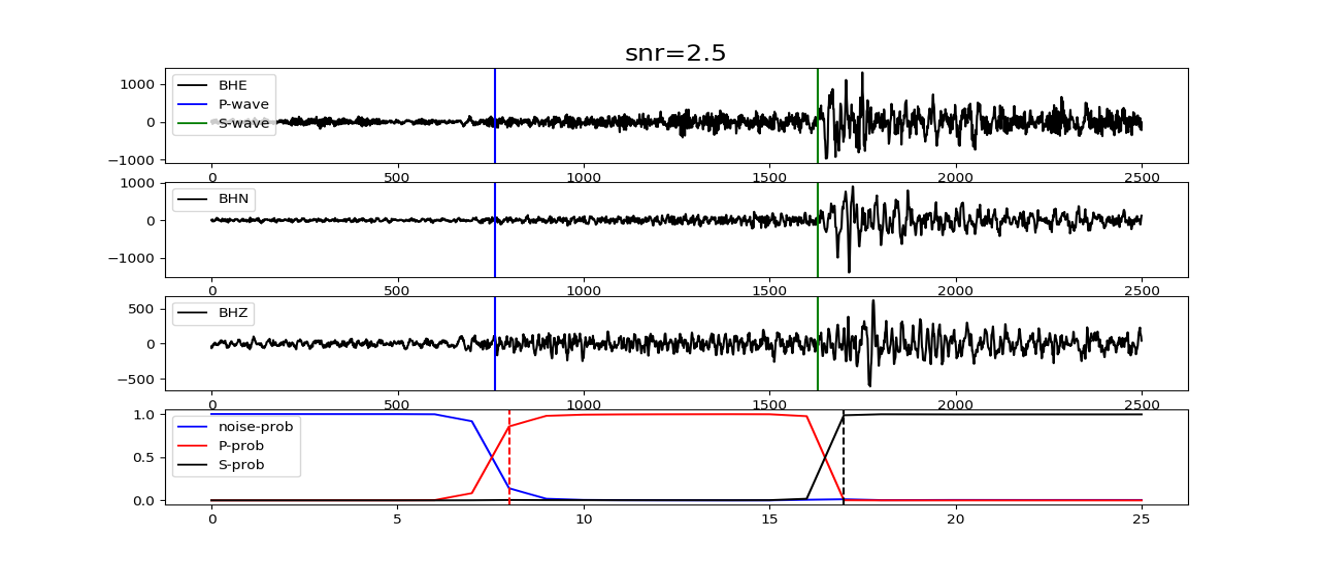 snr=2.5
1000
0
−1000
BHE
P-wave
S-wave
0 500 1000 1500 2000 2500
1000
0
−1000
BHN
0 500 1000 1500 2000 2500
500
0
−500
BHZ
0 500 1000 1500 2000 2500
1.0
0.5
0.0
noise-prob
P-prob
S-prob
0 5 10 15 20 25